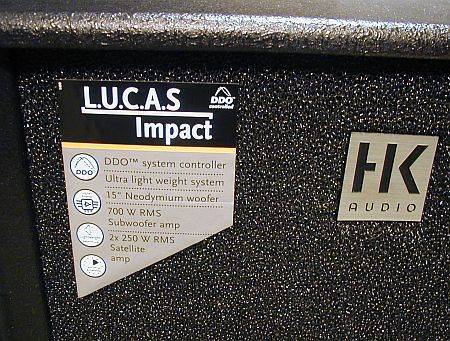 L.U.C.A.S
DDO
controlled
Impact
DDO™ system controller
Ultra light weight system
15" Neodymium woofer
700 W RMS
Subwoofer amp
2x 250 W RMS
Satellite
amp
DDO
HK
AUDIO